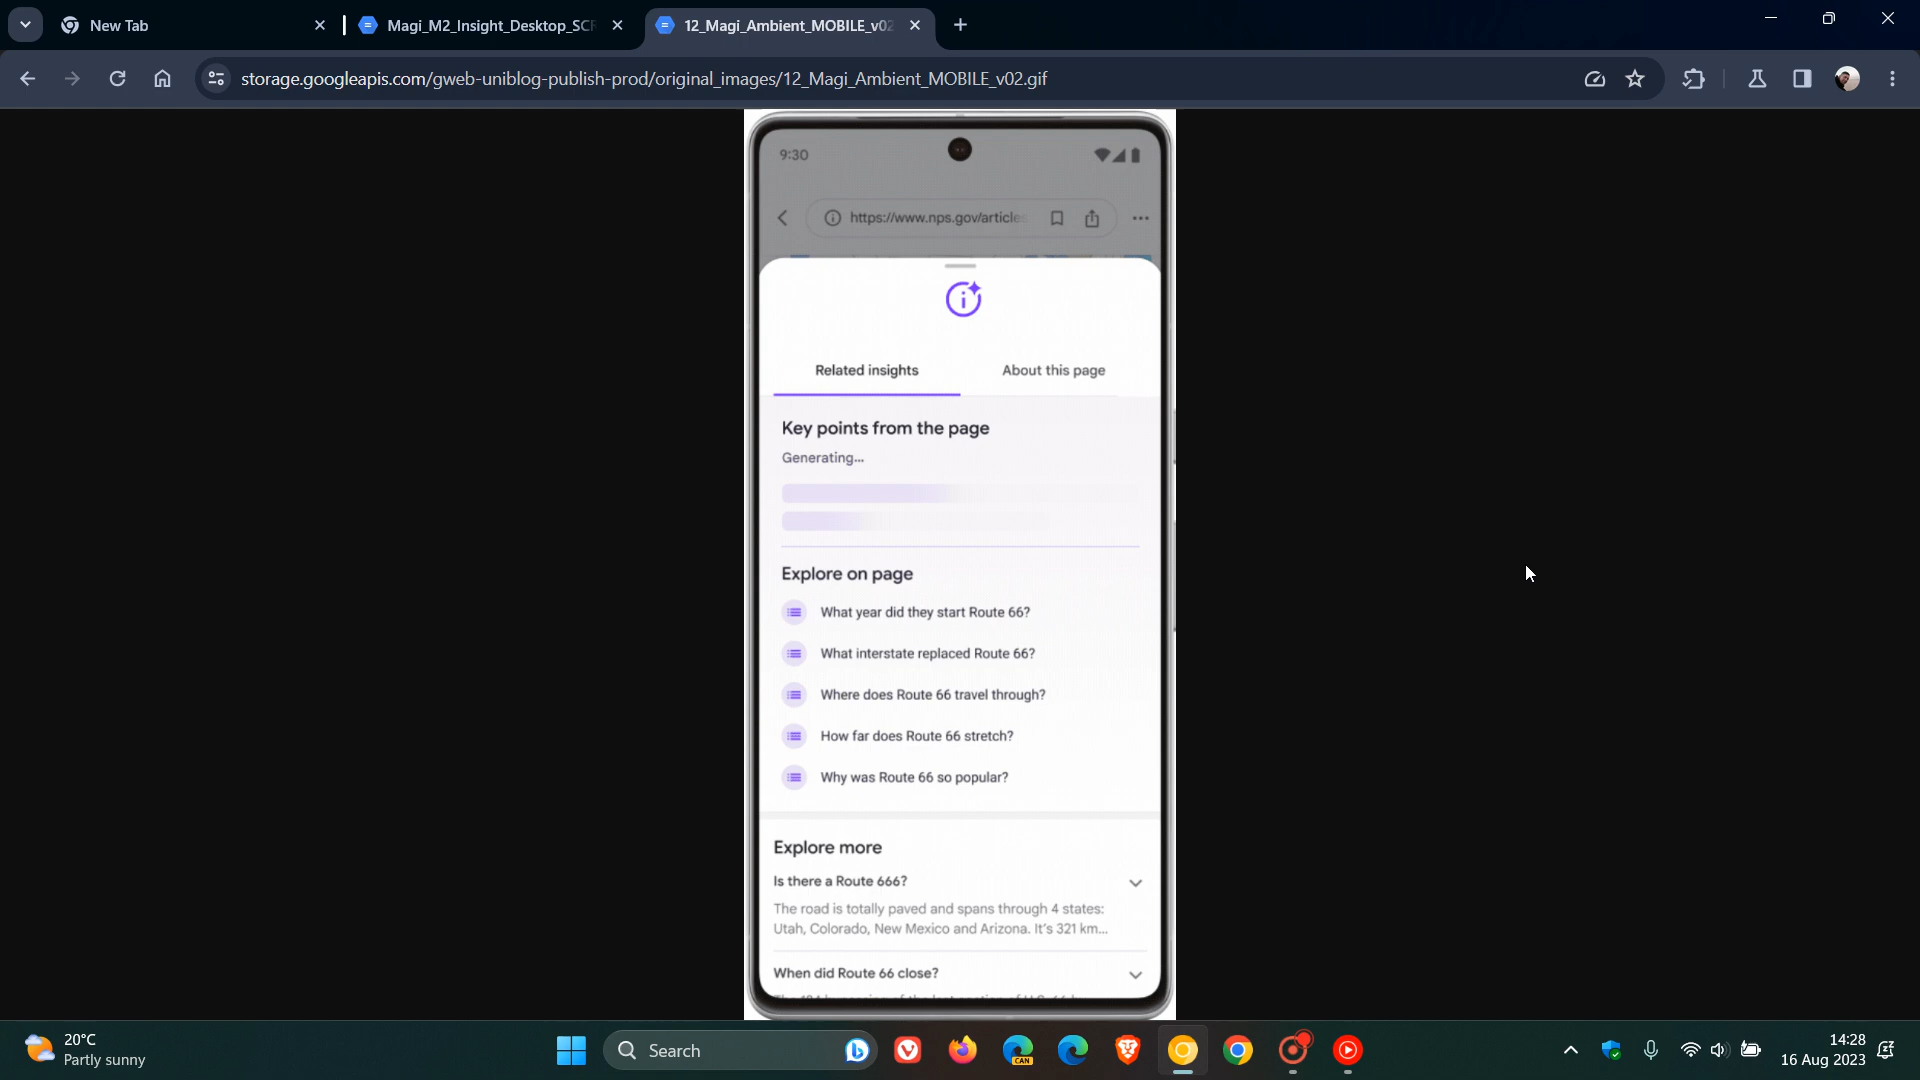 New Tab
Magi_M2_Insight_Desktop_SCR
12_Magi_Ambient_MOBILE_v02
storage.googleapis.com/gweb-uniblog-publish-prod/original_images/12_Magi_Ambient_MOBILE_v02.gif
9:30
https://www.nps.gov/articles
Related insights
About this page
Key points from the page
Generating...
Explore on page
What year did they start Route 66?
What interstate replaced Route 66?
Where does Route 66 travel through?
How far does Route 66 stretch?
Why was Route 66 so popular?
Explore more
Is there a Route 666?
The road is totally paved and spans through 4 states:
Utah, Colorado, New Mexico and Arizona. It's 321 km...
When did Route 66 close?
20°C
Partly sunny
Search
CAN
14:28
16 Aug 2023